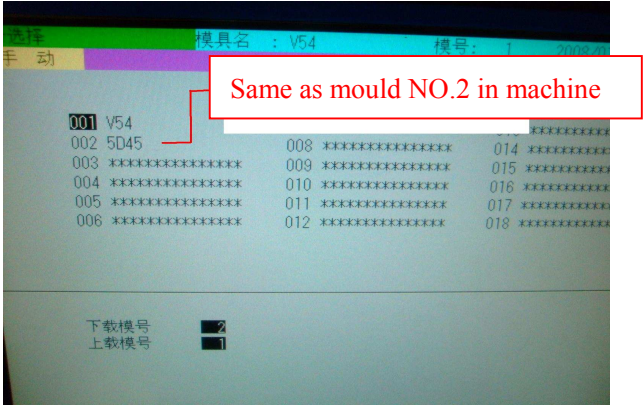 选择 模具名 : V54 模号: 1 2008/0
手 动
Same as mould NO.2 in machine
001 V54
002 5D45 008 **************** 014 **********
003 **************** 009 **************** 015 **********
004 **************** 010 **************** 016 **********
005 **************** 011 **************** 017 **********
006 **************** 012 **************** 018 **********
下载模号 2
上载模号 1